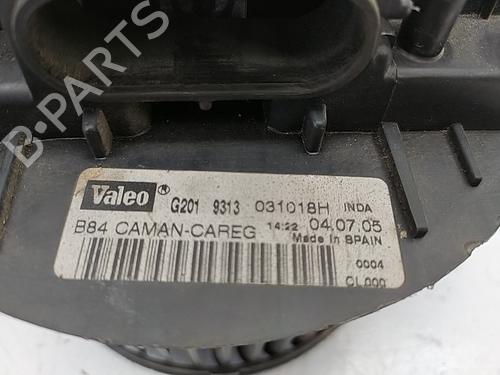 B-PARTS
Valeo ® G201 9313 031018H INDA
B84 CAMAN-CAREG 14:22 04.07.05
Made in SPAIN
0004
CL000